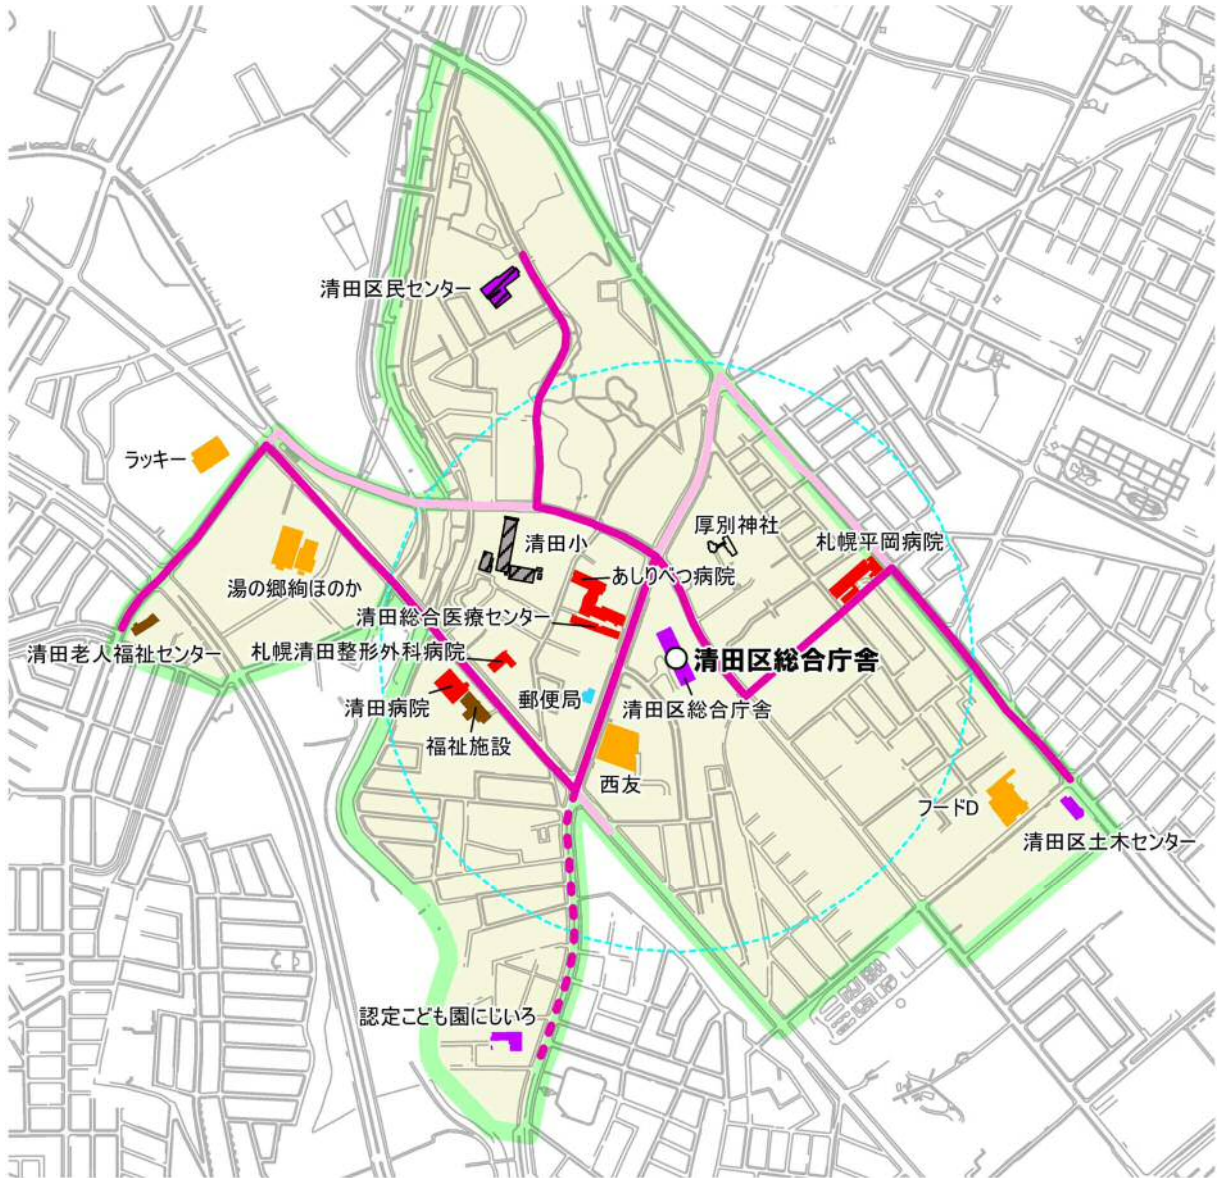 清田区民センター
ラッキー
湯の郷絢ほのか
清田小
厚別神社
札幌平岡病院
あしりべつ病院
清田総合医療センター
清田老人福祉センター
札幌清田整形外科病院
清田区総合庁舎
清田病院
郵便局
清田区総合庁舎
福祉施設
西友
フードD
清田区土木センター
認定こども園にじいろ